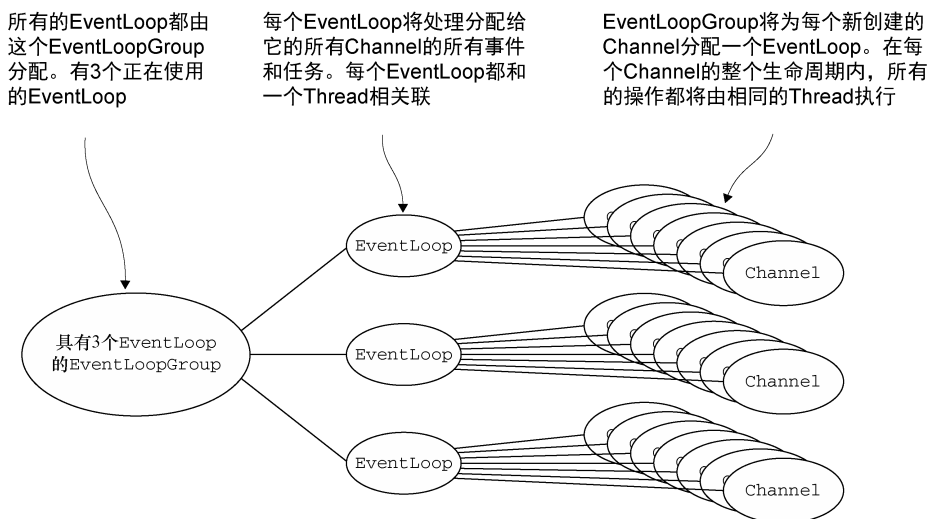 所有的EventLoop都由
这个EventLoopGroup
分配。有3个正在使用
的EventLoop
每个EventLoop将处理分配给
它的所有Channel的所有事件
和任务。每个EventLoop都和
一个Thread相关联
EventLoopGroup将为每个新创建的
Channel分配一个EventLoop。在每
个Channel的整个生命周期内，所有
的操作都将由相同的Thread执行
具有3个EventLoop
的EventLoopGroup
EventLoop
Channel
EventLoop
Channel
EventLoop
Channel